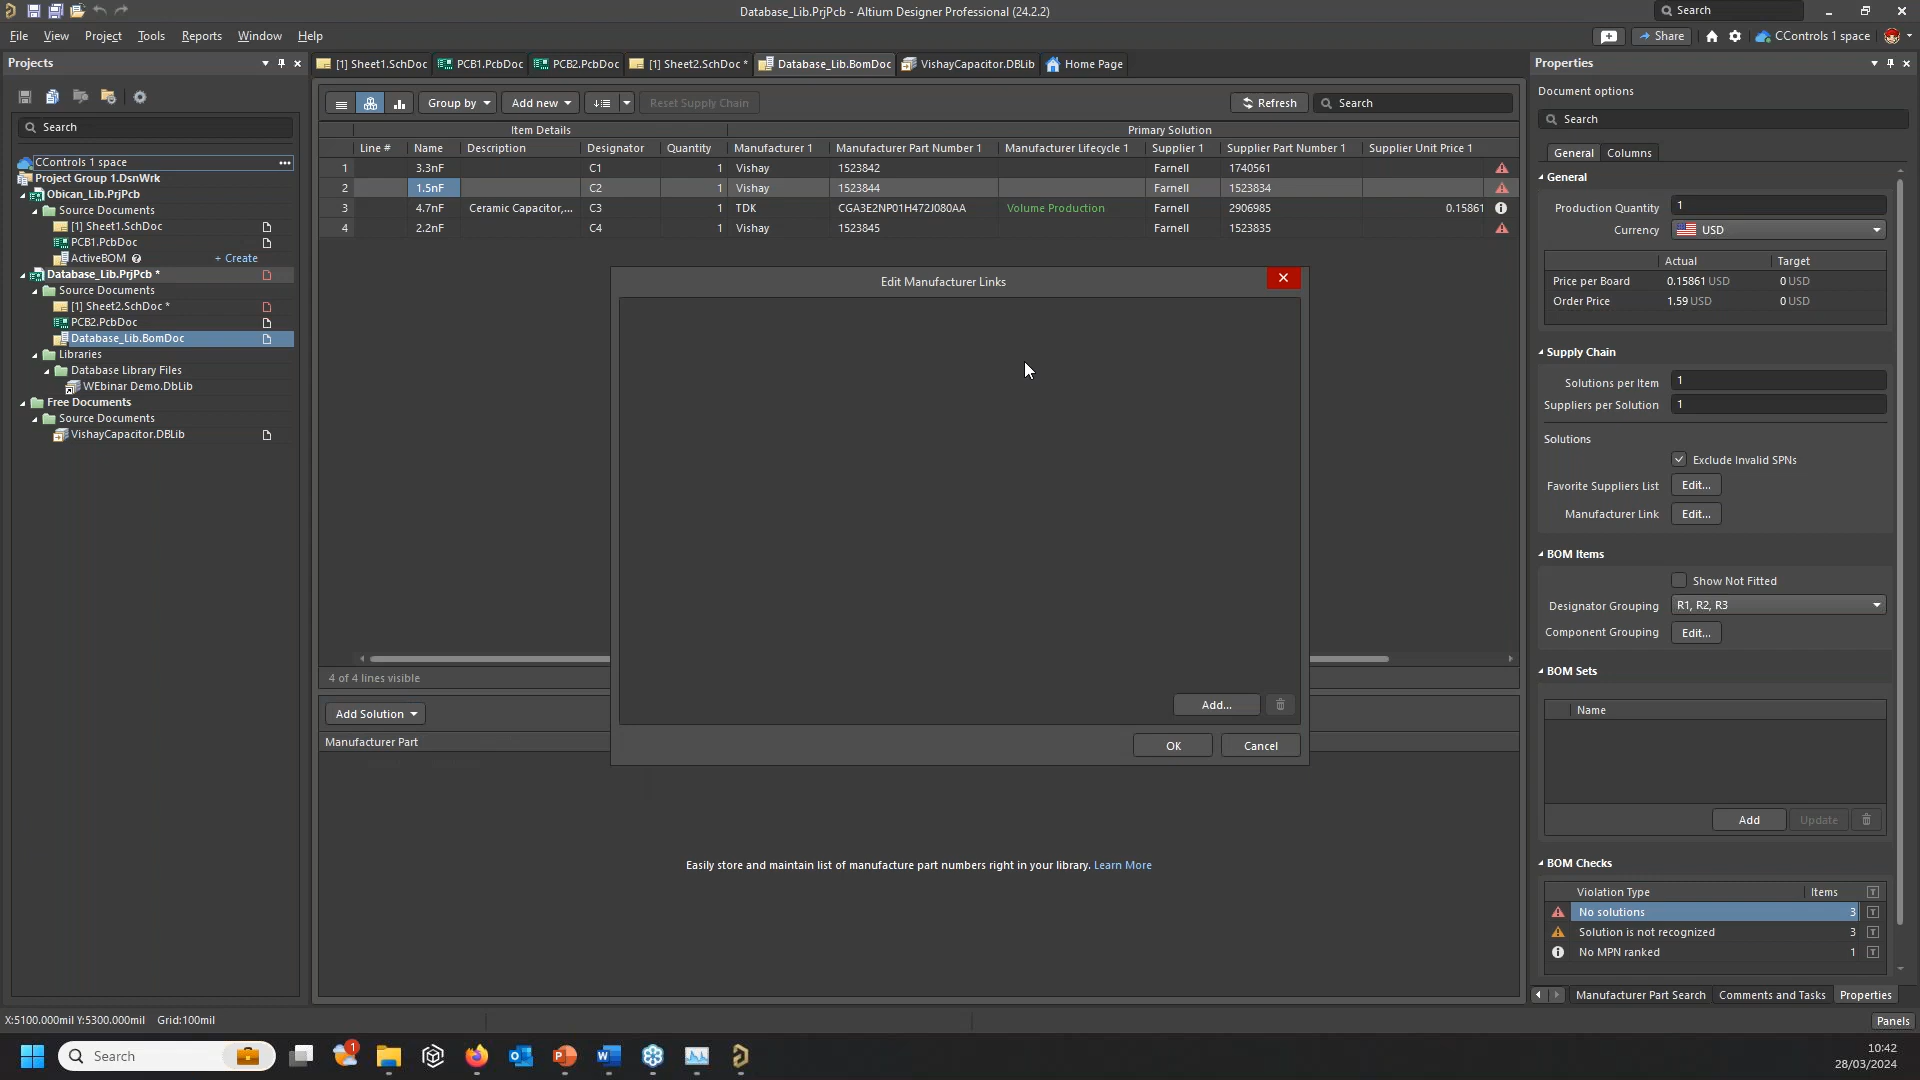 Database_Lib.PrjPcb - Altium Designer Professional (24.2.2)
Search
File View Project Tools Reports Window Help
Share
CControls 1 space
Projects
[1] Sheet1.SchDoc
PCB1.PcbDoc
PCB2.PcbDoc
[1] Sheet2.SchDoc *
Database_Lib.BomDoc
VishayCapacitor.DBLib
Home Page
Search
CControls 1 space
Project Group 1.DsnWrk
Obican_Lib.PrjPcb
Source Documents
[1] Sheet1.SchDoc
PCB1.PcbDoc
ActiveBOM + Create
Database_Lib.PrjPcb *
Source Documents
[1] Sheet2.SchDoc *
PCB2.PcbDoc
Database_Lib.BomDoc
Libraries
Database Library Files
WEbinar Demo.DbLib
Free Documents
Source Documents
VishayCapacitor.DBLib
Group by Add new Reset Supply Chain Refresh Search
Item Details Primary Solution
Line # Name Description Designator Quantity Manufacturer 1 Manufacturer Part Number 1 Manufacturer Lifecycle 1 Supplier 1 Supplier Part Number 1 Supplier Unit Price 1
1 3.3nF C1 1 Vishay 1523842 Farnell 1740561
2 1.5nF C2 1 Vishay 1523844 Farnell 1523834
3 4.7nF Ceramic Capacitor,... C3 1 TDK CGA3E2NP01H472J080AA Volume Production Farnell 2906985 0.15861
4 2.2nF C4 1 Vishay 1523845 Farnell 1523835
Edit Manufacturer Links
Add...
OK Cancel
4 of 4 lines visible
Add Solution
Manufacturer Part
Easily store and maintain list of manufacture part numbers right in your library. Learn More
Properties
Document options
Search
General Columns
General
Production Quantity 1
Currency USD
Actual Target
Price per Board 0.15861 USD 0 USD
Order Price 1.59 USD 0 USD
Supply Chain
Solutions per Item 1
Suppliers per Solution 1
Solutions
Exclude Invalid SPNs
Favorite Suppliers List Edit...
Manufacturer Link Edit...
BOM Items
Show Not Fitted
Designator Grouping R1, R2, R3
Component Grouping Edit...
BOM Sets
Name
Add Update
BOM Checks
Violation Type Items
No solutions 3
Solution is not recognized 3
No MPN ranked 1
Manufacturer Part Search Comments and Tasks Properties
X:5100.000mil Y:5300.000mil Grid:100mil
Panels
Search
1
10:42
28/03/2024